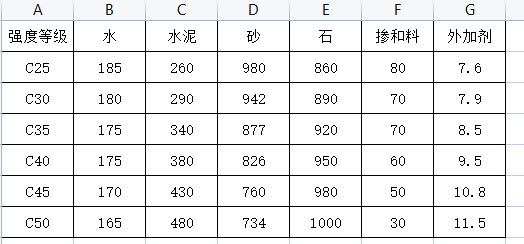 A B C D E F G
强度等级 水 水泥 砂 石 掺和料 外加剂
C25 185 260 980 860 80 7.6
C30 180 290 942 890 70 7.9
C35 175 340 877 920 70 8.5
C40 175 380 826 950 60 9.5
C45 170 430 760 980 50 10.8
C50 165 480 734 1000 30 11.5